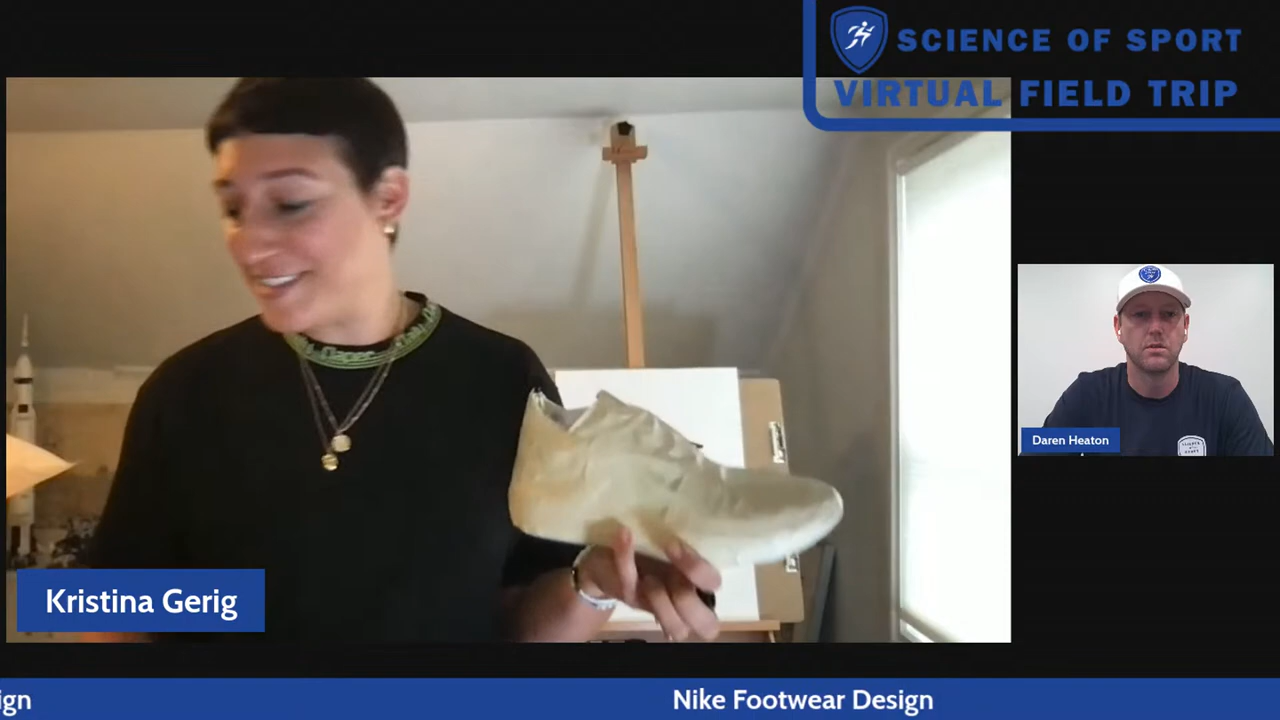 SCIENCE OF SPORT
VIRTUAL FIELD TRIP
Daren Heaton
Kristina Gerig
ign
Nike Footwear Design